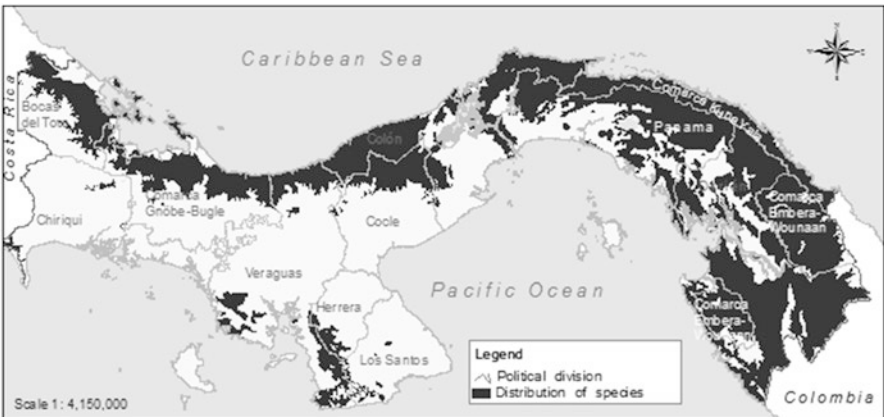 Caribbean Sea
Costa Rica
Bocas
del Toro
Colón
Comarca Kuna Yala
Panama
Comarca
Gnöbe-Bugle
Chiriqui
Cocle
Comarca
Embera-
Wounaan
Veraguas
Herrera
Los Santos
Pacific Ocean
Comarca
Embera-
Legend
Political division
Distribution of species
Scale 1: 4,150,000
Colombia